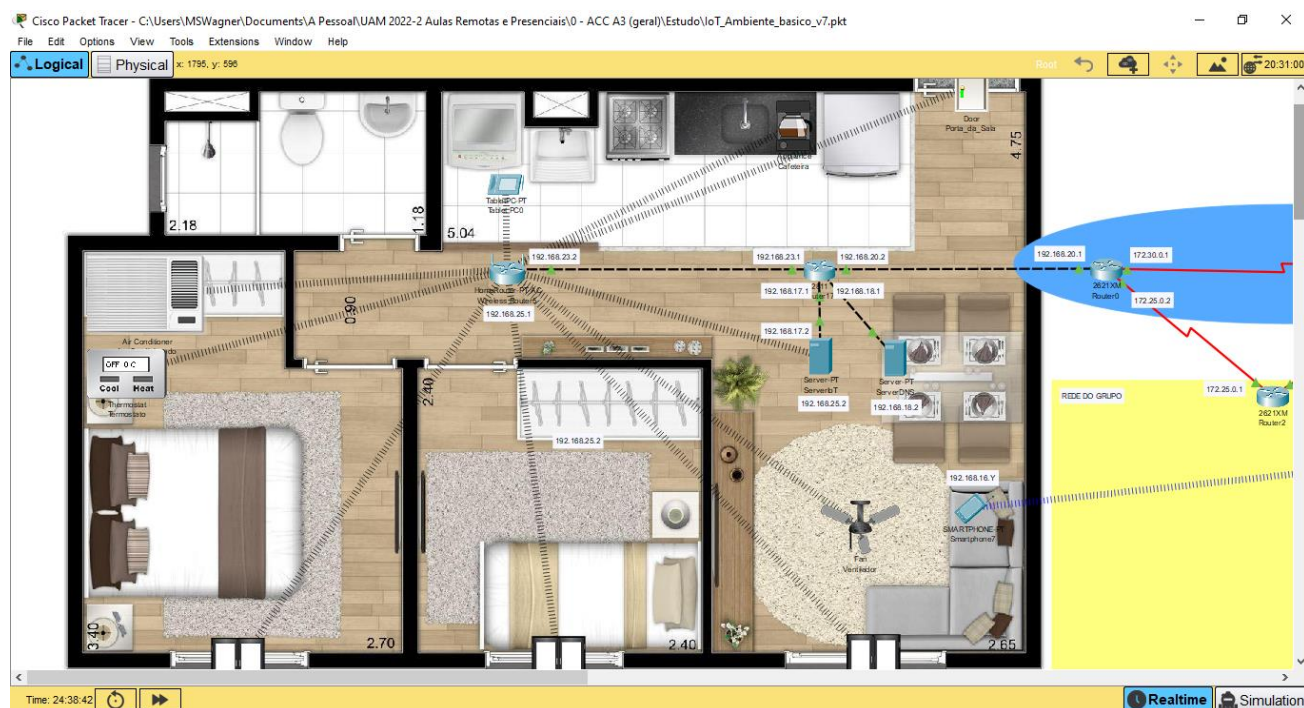 Cisco Packet Tracer - C:\Users\MSWagner\Documents\A Pessoal\UAM 2022-2 Aulas Remotas e Presenciais\0 - ACC A3 (geral)\Estudo\IoT_Ambiente_basico_v7.pkt
File Edit Options View Tools Extensions Window Help
Logical Physical x: 1795, y: 596 Root 20:31:00
Door
Porta_da_Sala
4.75
Cafeteira
TabletPC-PT
Tablet PC0
2.18
1.18
5.04
192.168.23.2
192.168.23.1
192.168.20.2
192.168.20.1
172.30.0.1
HomeRouter-PT-AC
Wireless Router5
192.168.25.1
2811
192.168.17.1
192.168.18.1
2621XM
Router0
172.25.0.2
0.90
192.168.17.2
Air Conditioner
OFF 0 C
Cool Heat
Thermostat
Termostato
2.40
Server-PT
ServerIoT
192.168.25.2
Server-PT
ServerDNS
192.168.18.2
REDE DO GRUPO
172.25.0.1
2621XM
Router2
192.168.25.2
192.168.16.Y
SMARTPHONE-PT
Smartphone7
Fan
Ventilador
3.40
2.70
2.40
2.65
Time: 24:38:42 Realtime Simulation